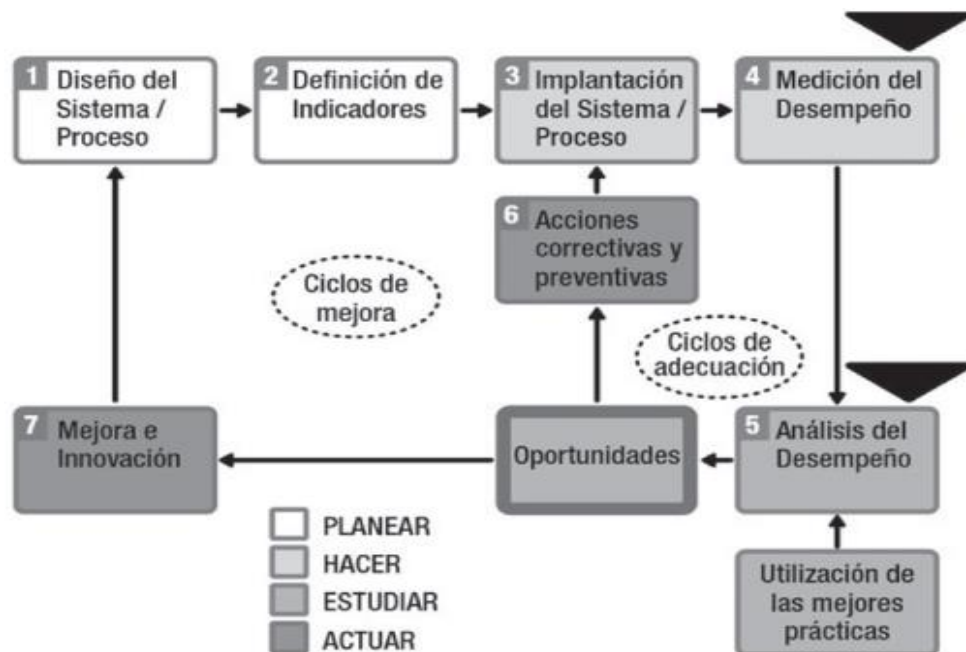 1 Diseño del
Sistema /
Proceso
2 Definición de
Indicadores
3 Implantación
del Sistema /
Proceso
4 Medición del
Desempeño
6 Acciones
correctivas y
preventivas
Ciclos de
mejora
Ciclos de
adecuación
7 Mejora e
Innovación
Oportunidades
5 Análisis del
Desempeño
PLANEAR
HACER
ESTUDIAR
ACTUAR
Utilización de
las mejores
prácticas